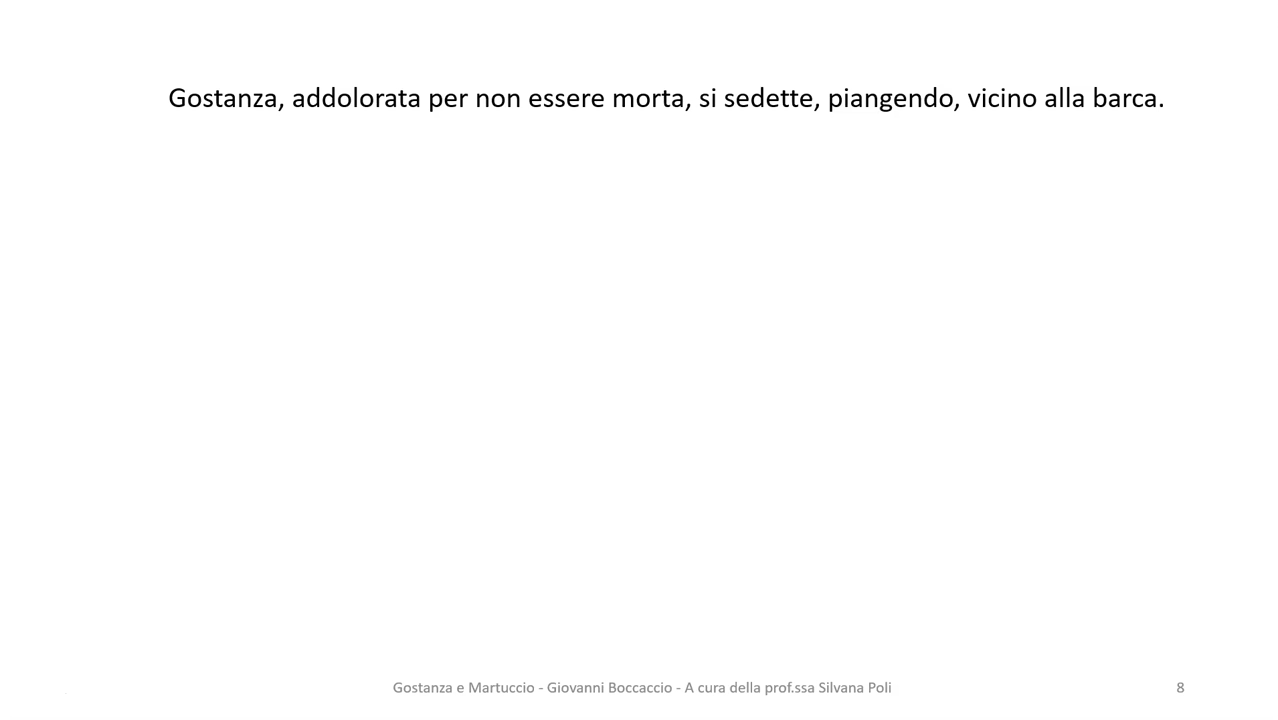 Gostanza, addolorata per non essere morta, si sedette, piangendo, vicino alla barca.
Gostanza e Martuccio - Giovanni Boccaccio - A cura della prof.ssa Silvana Poli
8